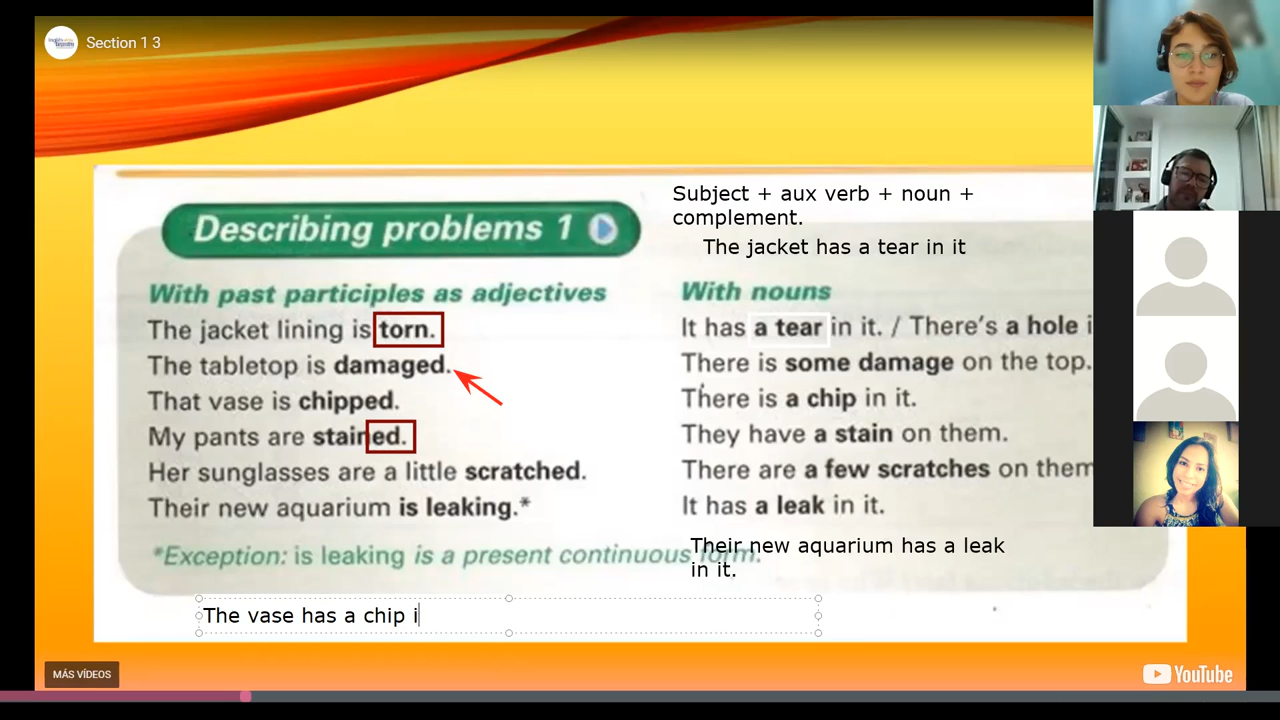 Section 1 3
Subject + aux verb + noun +
complement.
The jacket has a tear in it
Describing problems 1
With past participles as adjectives
The jacket lining is torn.
The tabletop is damaged.
That vase is chipped.
My pants are stained.
Her sunglasses are a little scratched.
Their new aquarium is leaking.*
*Exception: is leaking is a present continuous form.
With nouns
It has a tear in it. / There's a hole i
There is some damage on the top.
There is a chip in it.
They have a stain on them.
There are a few scratches on them
It has a leak in it.
Their new aquarium has a leak
in it.
The vase has a chip i
MÁS VÍDEOS
YouTube